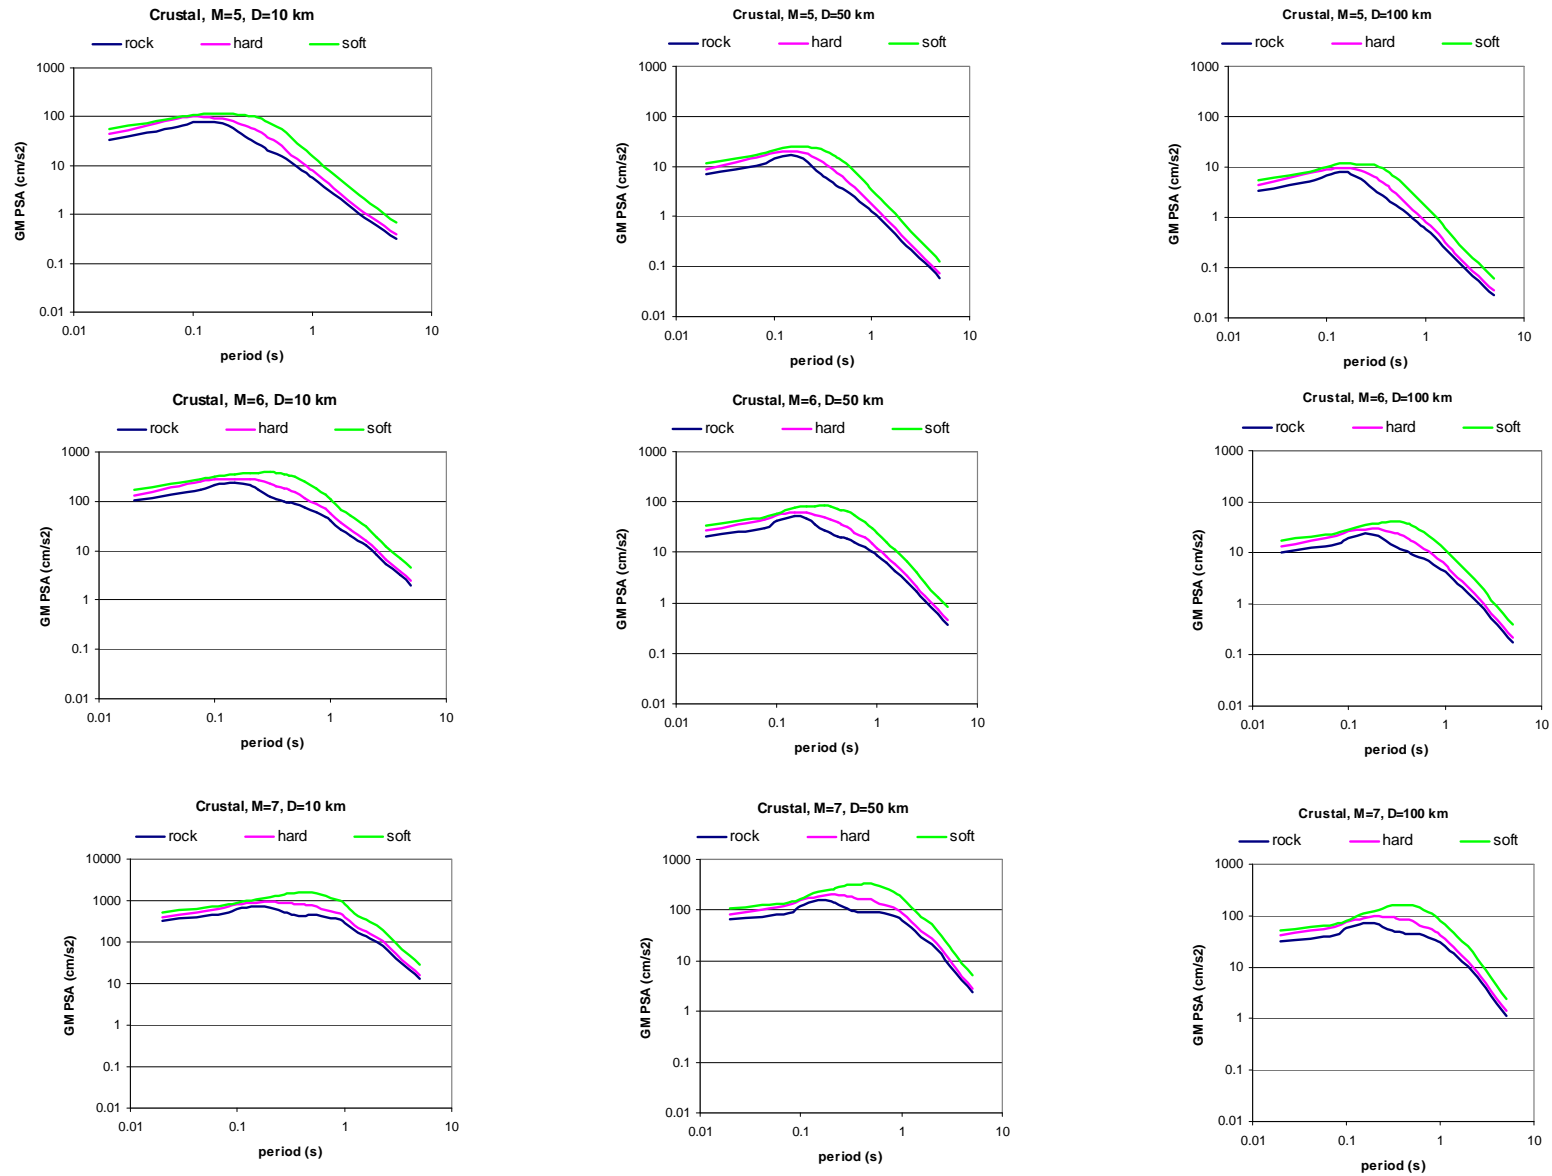 Crustal, M=5, D=10 km
rock hard soft
1000
100
10
1
0.1
0.01
0.01 0.1 1 10
period (s)
GM PSA (cm/s2)
Crustal, M=5, D=50 km
rock hard soft
1000
100
10
1
0.1
0.01
0.01 0.1 1 10
period (s)
GM PSA (cm/s2)
Crustal, M=5, D=100 km
rock hard soft
1000
100
10
1
0.1
0.01
0.01 0.1 1 10
period (s)
GM PSA (cm/s2)
Crustal, M=6, D=10 km
rock hard soft
1000
100
10
1
0.1
0.01
0.01 0.1 1 10
period (s)
GM PSA (cm/s2)
Crustal, M=6, D=50 km
rock hard soft
1000
100
10
1
0.1
0.01
0.01 0.1 1 10
period (s)
GM PSA (cm/s2)
Crustal, M=6, D=100 km
rock hard soft
1000
100
10
1
0.1
0.01
0.01 0.1 1 10
period (s)
GM PSA (cm/s2)
Crustal, M=7, D=10 km
rock hard soft
10000
1000
100
10
1
0.1
0.01
0.01 0.1 1 10
period (s)
GM PSA (cm/s2)
Crustal, M=7, D=50 km
rock hard soft
1000
100
10
1
0.1
0.01
0.01 0.1 1 10
period (s)
GM PSA (cm/s2)
Crustal, M=7, D=100 km
rock hard soft
1000
100
10
1
0.1
0.01
0.01 0.1 1 10
period (s)
GM PSA (cm/s2)